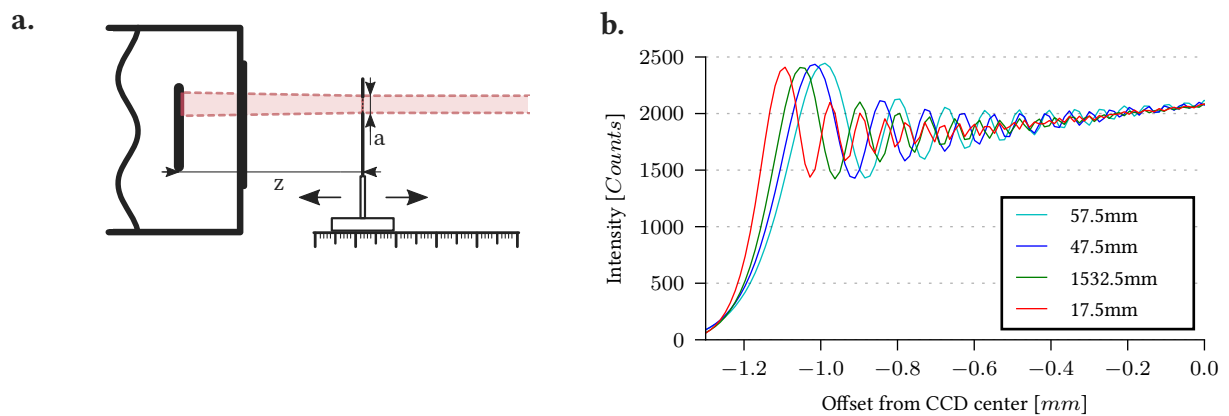 a.
z
a
b.
2500
2000
1500
1000
500
0
Intensity [Counts]
57.5mm
47.5mm
1532.5mm
17.5mm
−1.2
−1.0
−0.8
−0.6
−0.4
−0.2
0.0
Offset from CCD center [mm]